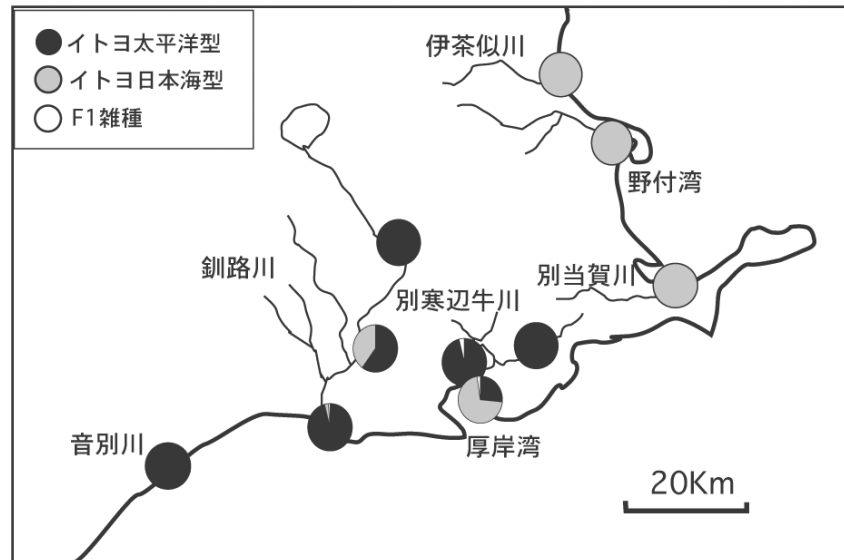 イトヨ太平洋型
イトヨ日本海型
F1雑種
伊茶似川
野付湾
釧路川
別寒辺牛川
別当賀川
音別川
厚岸湾
20Km